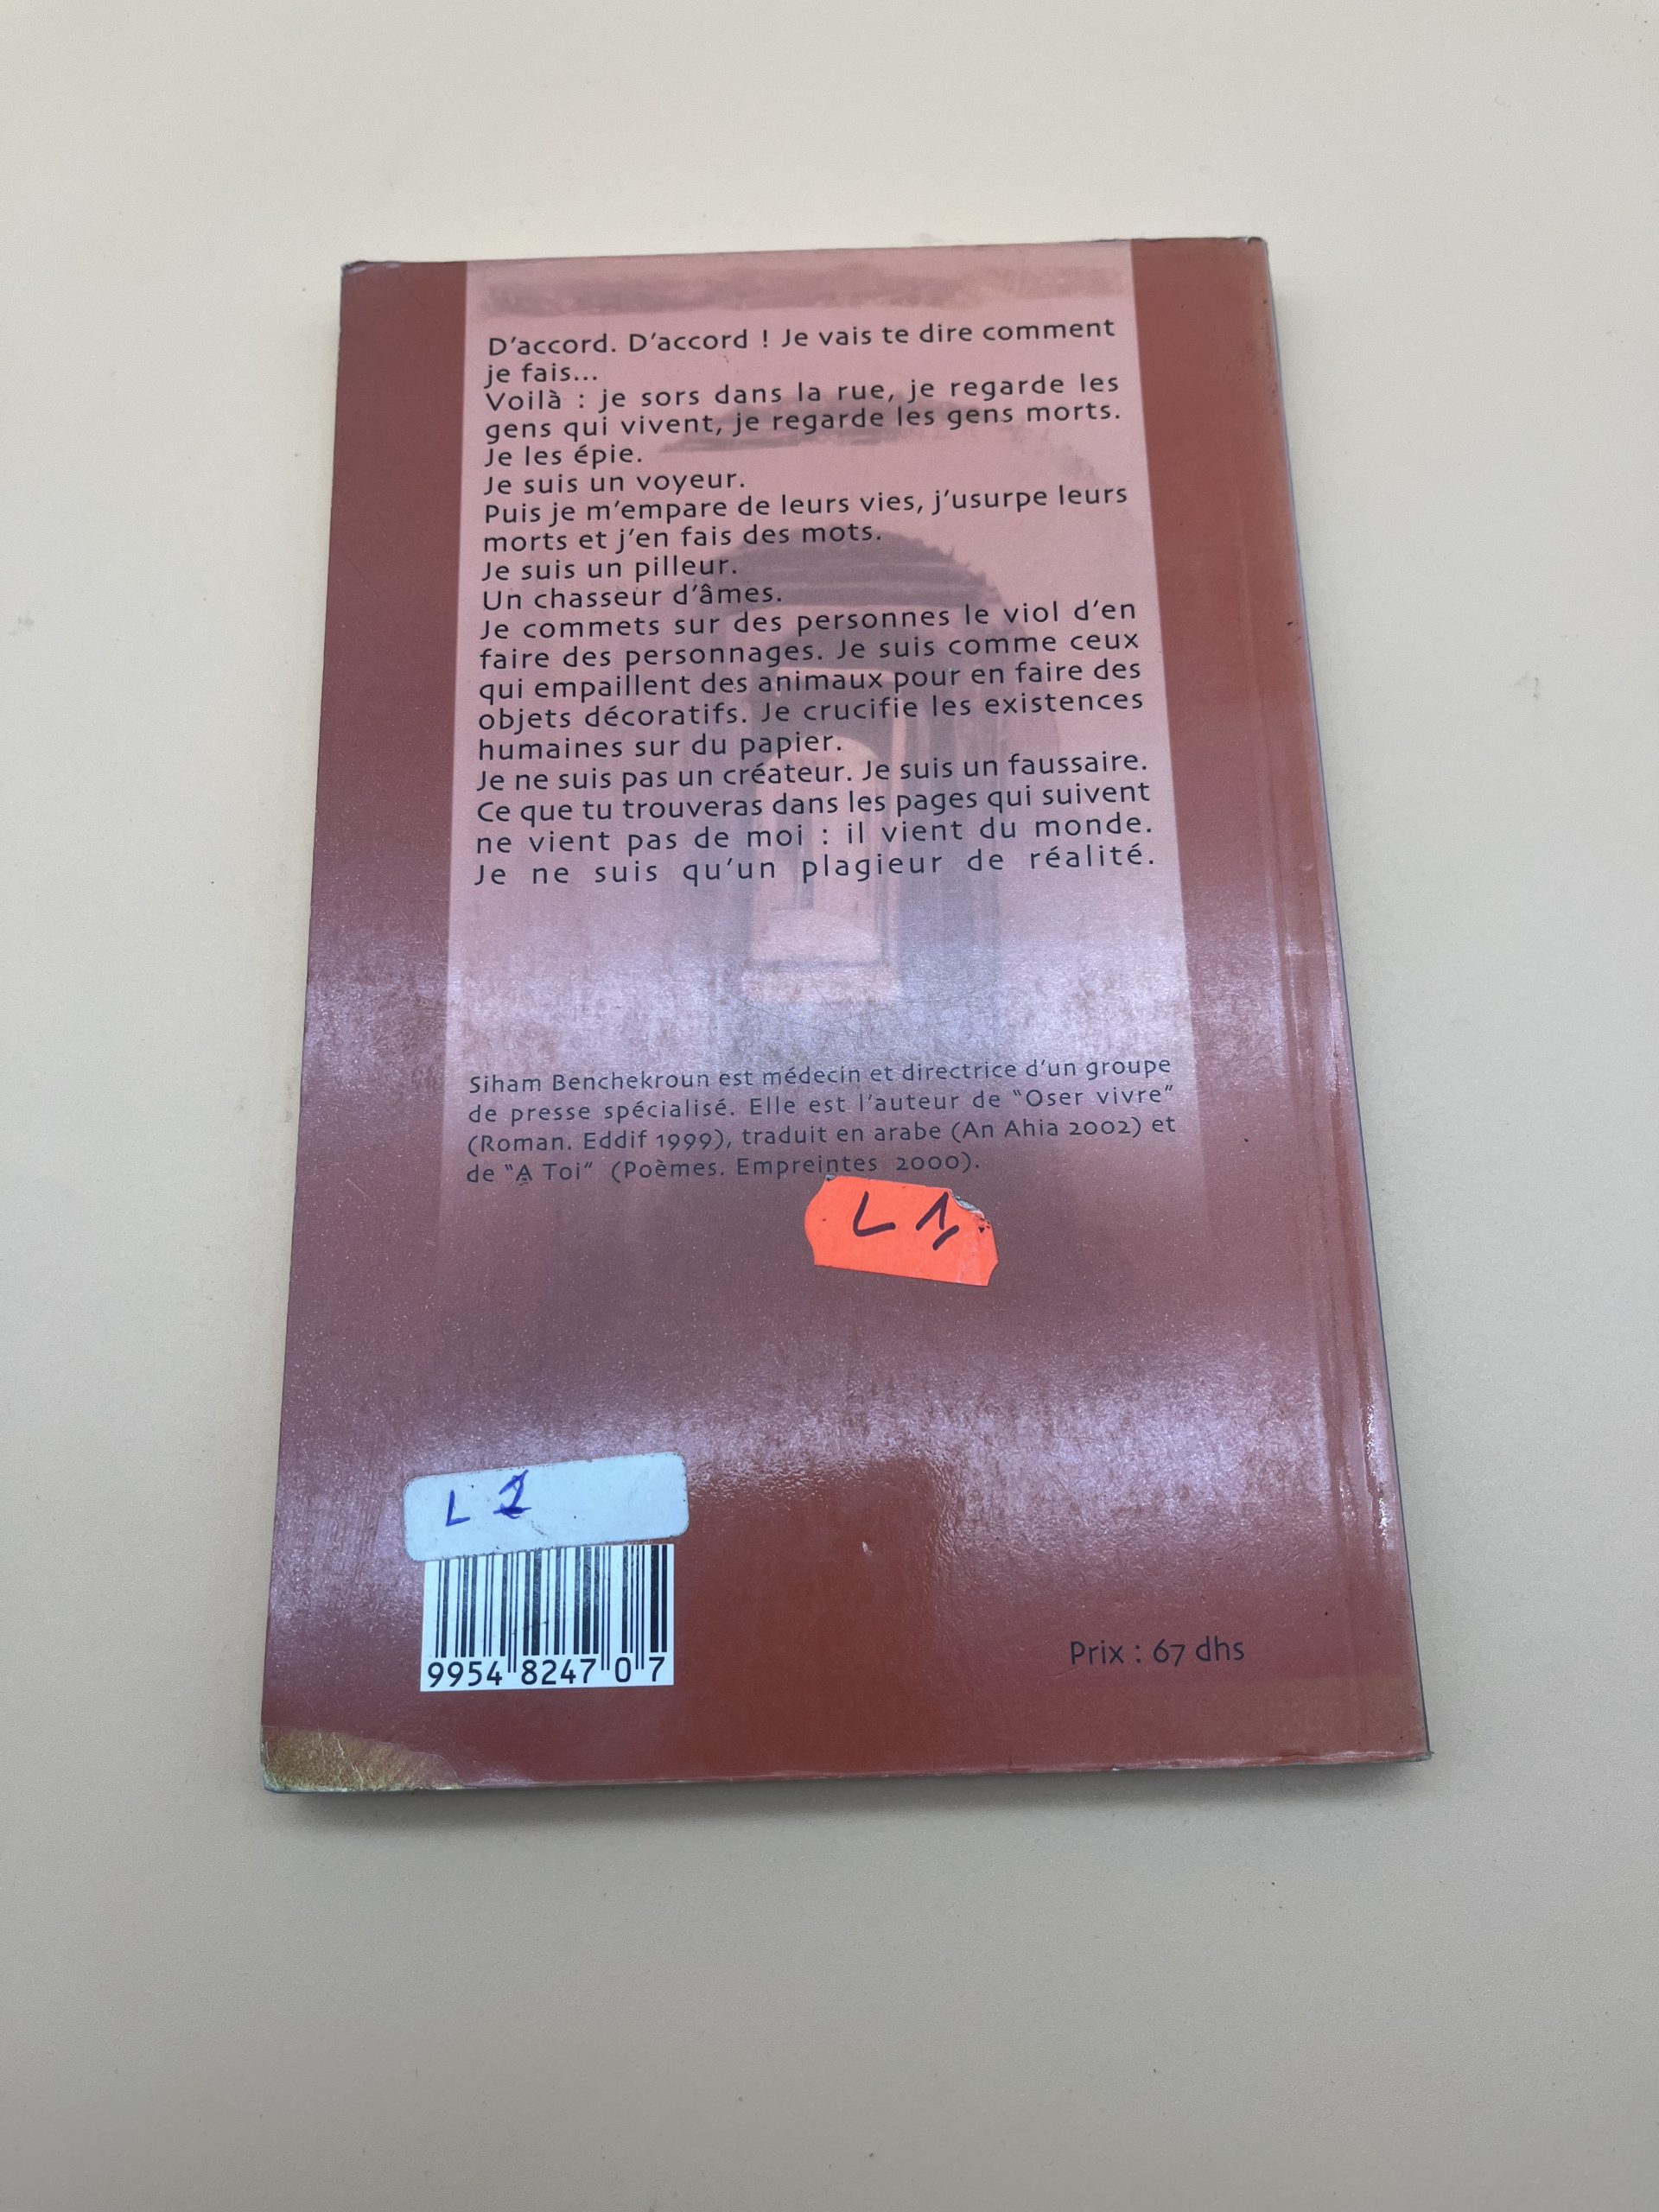 D'accord. D'accord ! Je vais te dire comment
je fais...
Voilà : je sors dans la rue, je regarde les
gens qui vivent, je regarde les gens morts.
Je les épie.
Je suis un voyeur.
Puis je m'empare de leurs vies, j'usurpe leurs
morts et j'en fais des mots.
Je suis un pilleur.
Un chasseur d'âmes.
Je commets sur des personnes le viol d'en
faire des personnages. Je suis comme ceux
qui empaillent des animaux pour en faire des
objets décoratifs. Je crucifie les existences
humaines sur du papier.
Je ne suis pas un créateur. Je suis un faussaire.
Ce que tu trouveras dans les pages qui suivent
ne vient pas de moi : il vient du monde.
Je ne suis qu'un plagieur de réalité.
Siham Benchekroun est médecin et directrice d'un groupe
de presse spécialisé. Elle est l'auteur de "Oser vivre"
(Roman. Eddif 1999), traduit en arabe (An Ahia 2002) et
de "A Toi" (Poèmes. Empreintes 2000).
L 1
L 2
9954"8247"0"7
Prix : 67 dhs